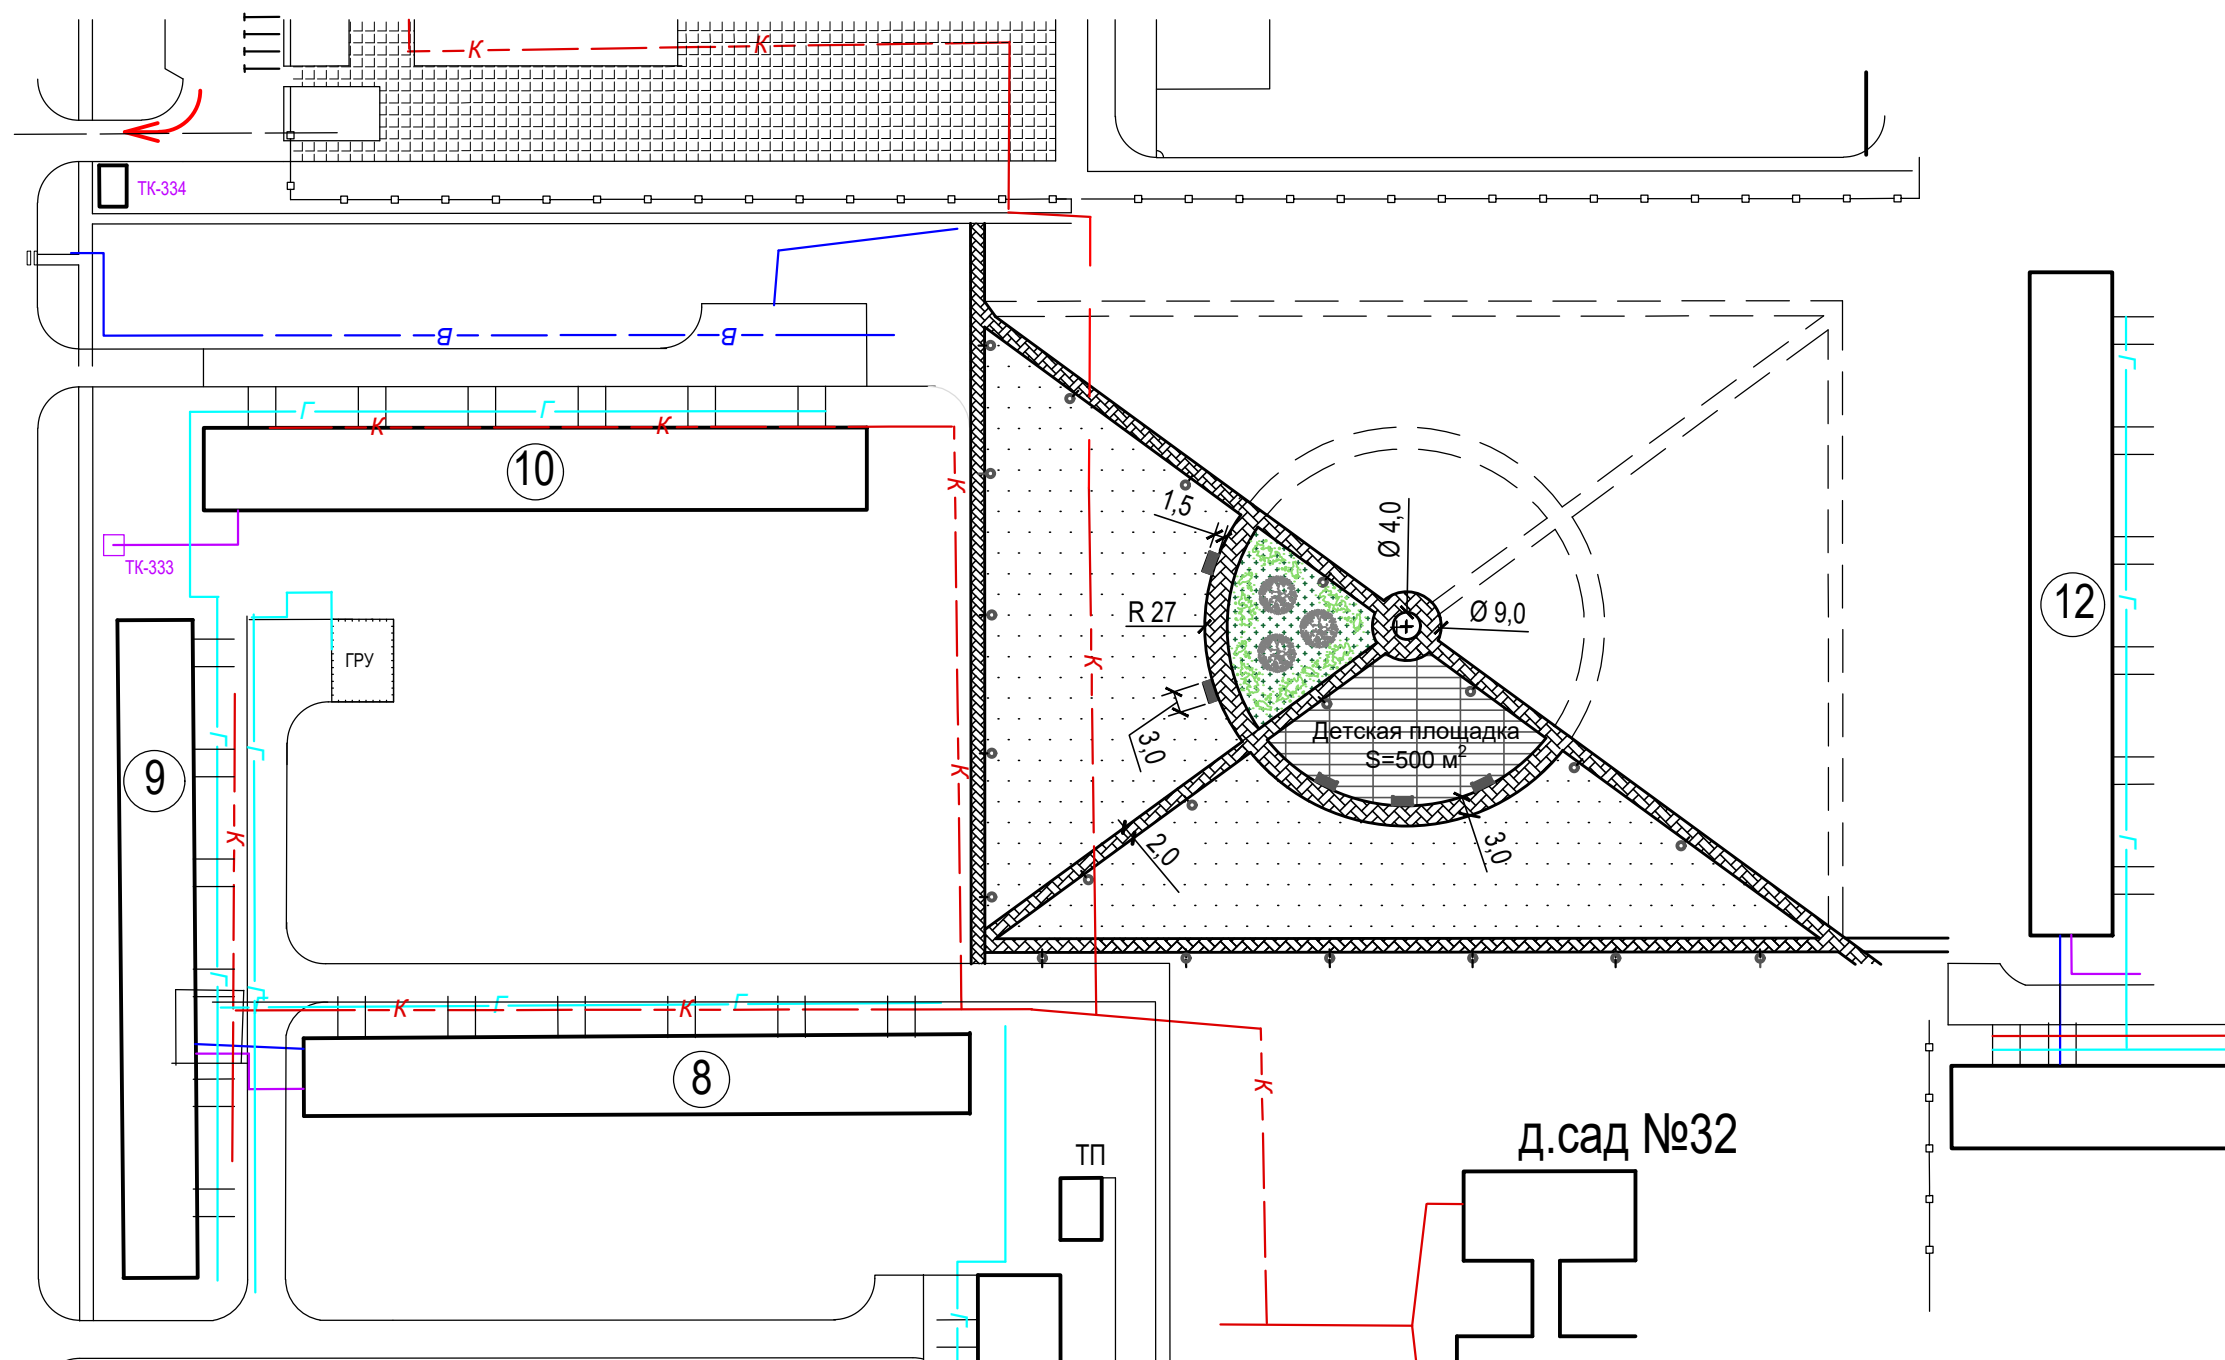 К
К
ТК-334
В
В
Г
Г
К
К
10
К
1,5
Ø 4,0
ТК-333
R 27
Ø 9,0
12
Г
Г
Г
ГРУ
К
К
3,0
Детская площадка
S=500 м²
9
Г
Г
К
К
2,0
3,0
Г
Г
Г
К
Г
К
Г
8
К
д.сад №32
ТП
Г